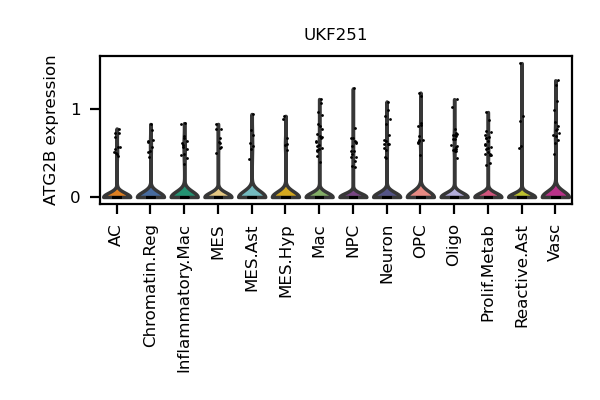 UKF251
ATG2B expression
1
0
AC
Chromatin.Reg
Inflammatory.Mac
MES
MES.Ast
MES.Hyp
Mac
NPC
Neuron
OPC
Oligo
Prolif.Metab
Reactive.Ast
Vasc